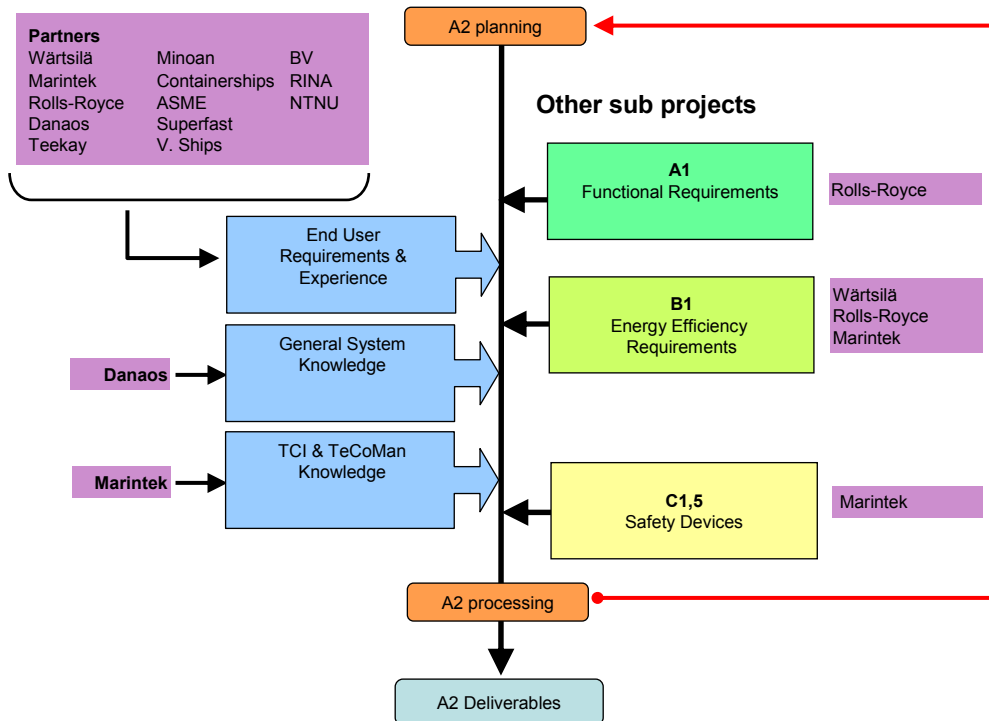 A2 planning
Partners
Wärtsilä Minoan BV
Marintek Containerships RINA
Rolls-Royce ASME NTNU
Danaos Superfast
Teekay V. Ships
Other sub projects
A1
Functional Requirements
Rolls-Royce
End User
Requirements &
Experience
B1
Energy Efficiency
Requirements
Wärtsilä
Rolls-Royce
Marintek
General System
Knowledge
Danaos
TCI & TeCoMan
Knowledge
Marintek
C1,5
Safety Devices
Marintek
A2 processing
A2 Deliverables